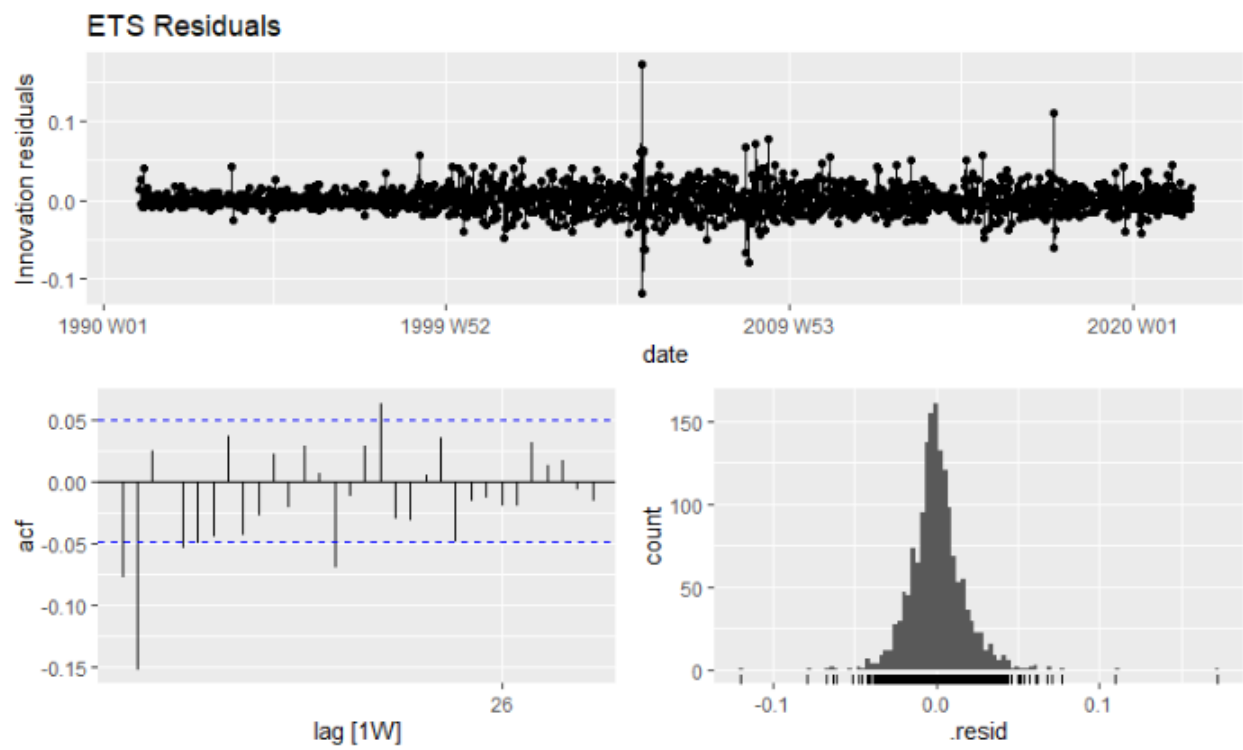 ETS Residuals
Innovation residuals
0.1
0.0
-0.1
1990 W01
1999 W52
2009 W53
2020 W01
date
acf
0.05
0.00
-0.05
-0.10
-0.15
26
lag [1W]
count
150
100
50
0
-0.1
0.0
0.1
.resid